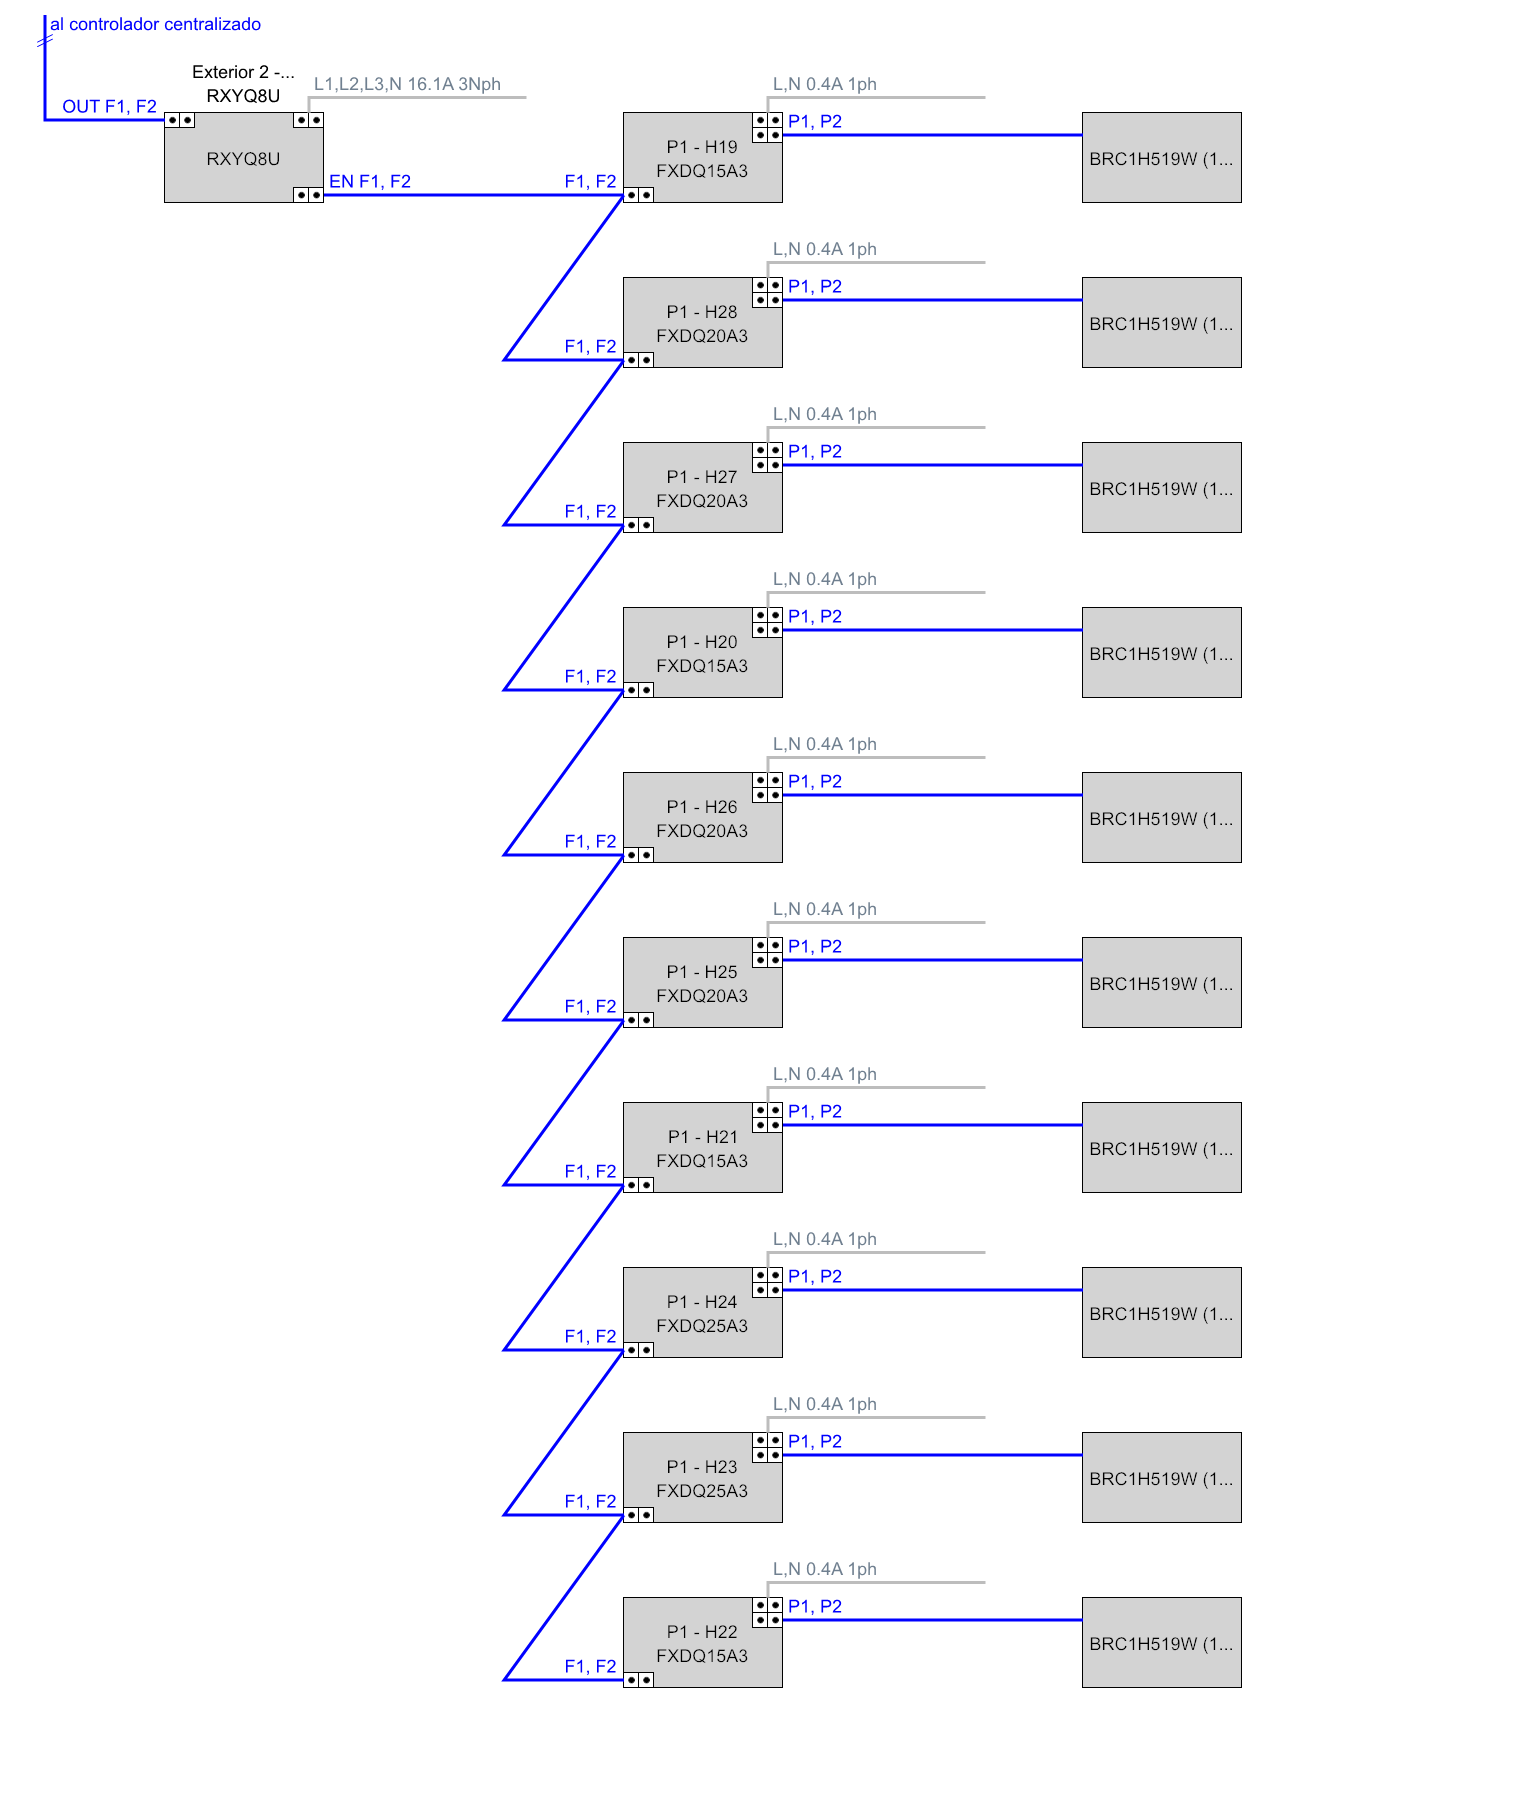 al controlador centralizado
Exterior 2 -...
RXYQ8U
L1,L2,L3,N 16.1A 3Nph
OUT F1, F2
RXYQ8U
EN F1, F2
L,N 0.4A 1ph
P1, P2
P1 - H19
FXDQ15A3
F1, F2
BRC1H519W (1...
L,N 0.4A 1ph
P1, P2
P1 - H28
FXDQ20A3
F1, F2
BRC1H519W (1...
L,N 0.4A 1ph
P1, P2
P1 - H27
FXDQ20A3
F1, F2
BRC1H519W (1...
L,N 0.4A 1ph
P1, P2
P1 - H20
FXDQ15A3
F1, F2
BRC1H519W (1...
L,N 0.4A 1ph
P1, P2
P1 - H26
FXDQ20A3
F1, F2
BRC1H519W (1...
L,N 0.4A 1ph
P1, P2
P1 - H25
FXDQ20A3
F1, F2
BRC1H519W (1...
L,N 0.4A 1ph
P1, P2
P1 - H21
FXDQ15A3
F1, F2
BRC1H519W (1...
L,N 0.4A 1ph
P1, P2
P1 - H24
FXDQ25A3
F1, F2
BRC1H519W (1...
L,N 0.4A 1ph
P1, P2
P1 - H23
FXDQ25A3
F1, F2
BRC1H519W (1...
L,N 0.4A 1ph
P1, P2
P1 - H22
FXDQ15A3
F1, F2
BRC1H519W (1...